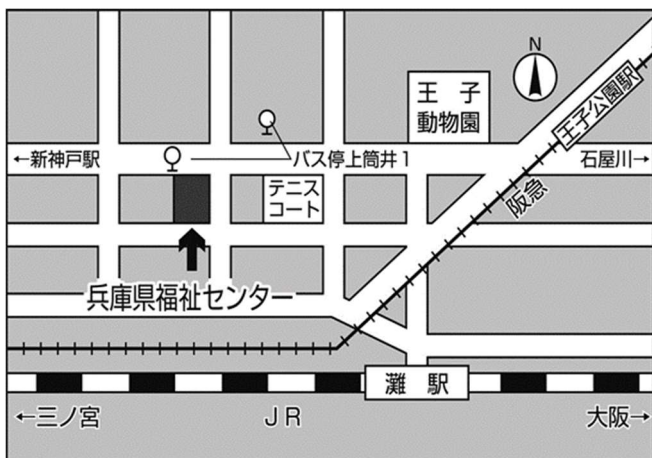 N
王子
動物園
王子公園駅
←新神戸駅
バス停上筒井1
石屋川→
テニス
コート
阪急
兵庫県福祉センター
灘駅
←三ノ宮
JR
大阪→